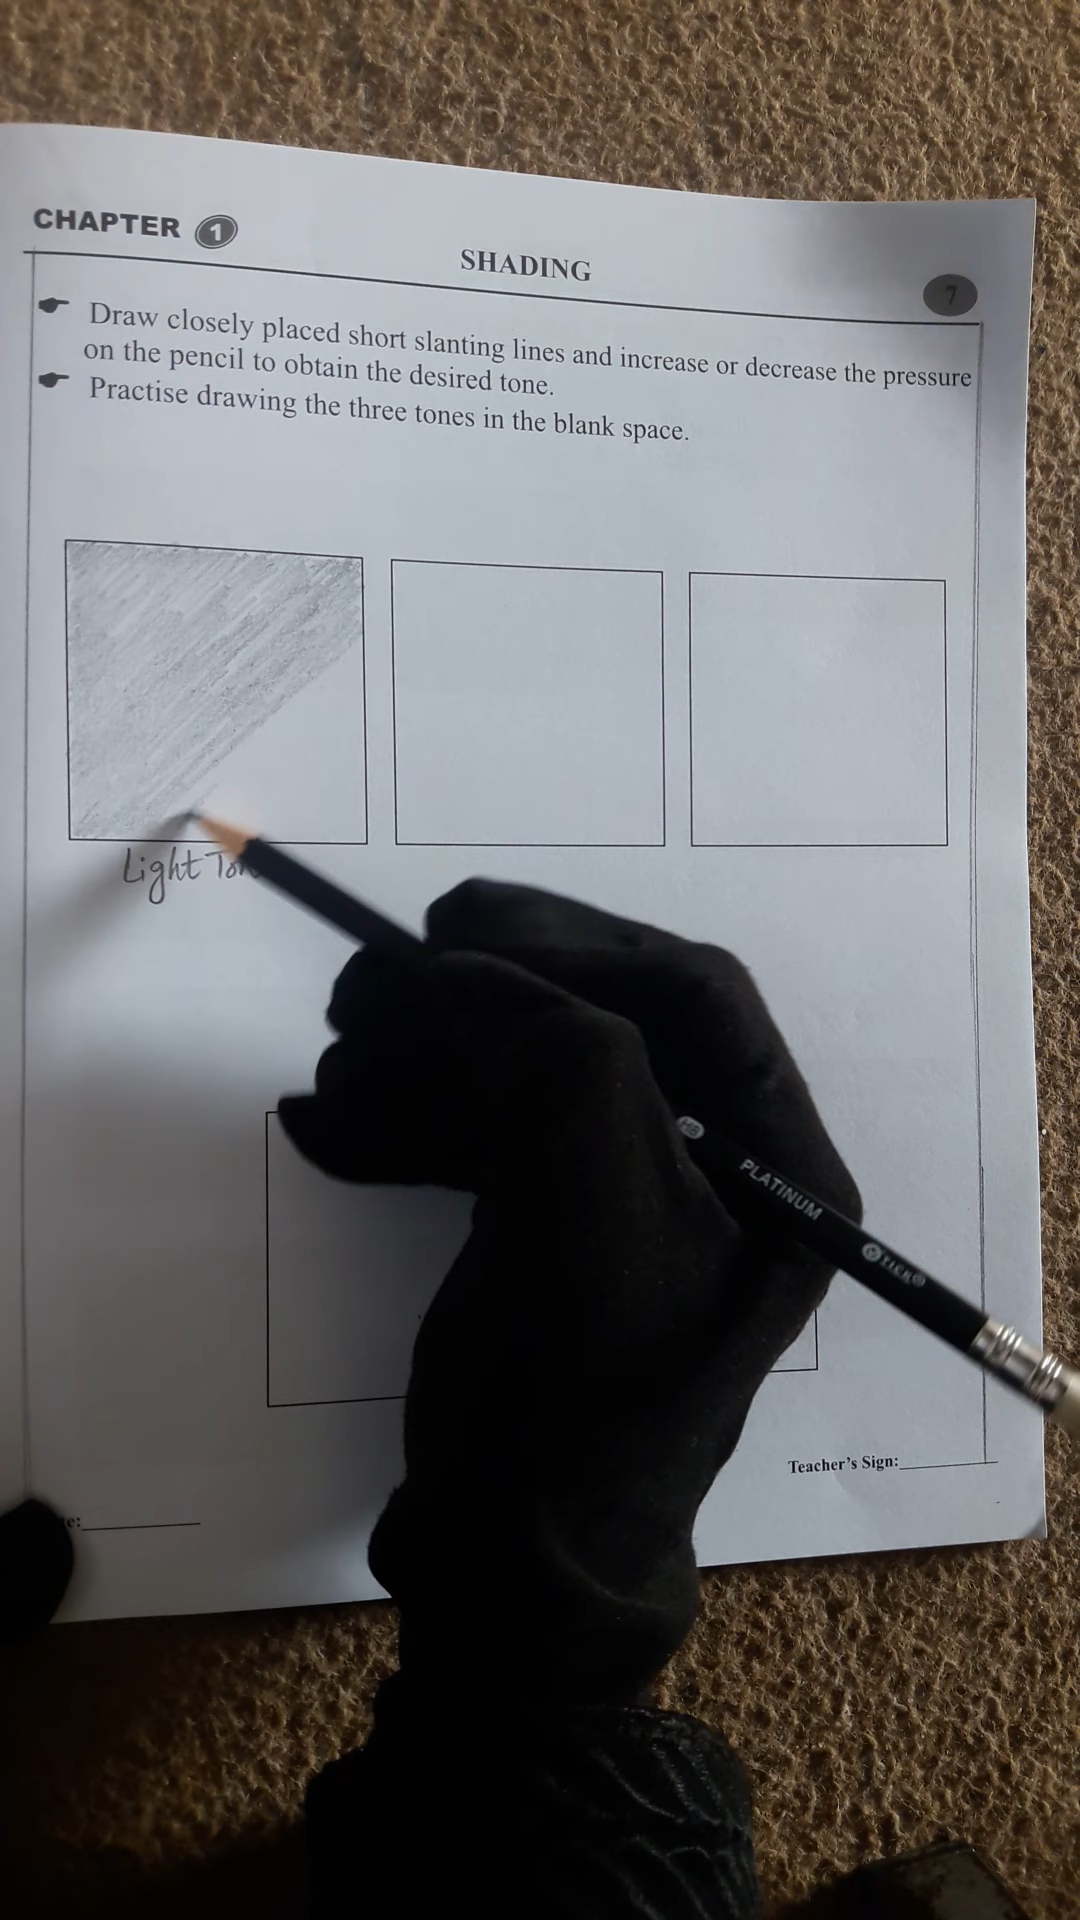 CHAPTER 1
SHADING
7
Draw closely placed short slanting lines and increase or decrease the pressure
on the pencil to obtain the desired tone.
Practise drawing the three tones in the blank space.
Light
HB
PLATINUM
Teacher's Sign: